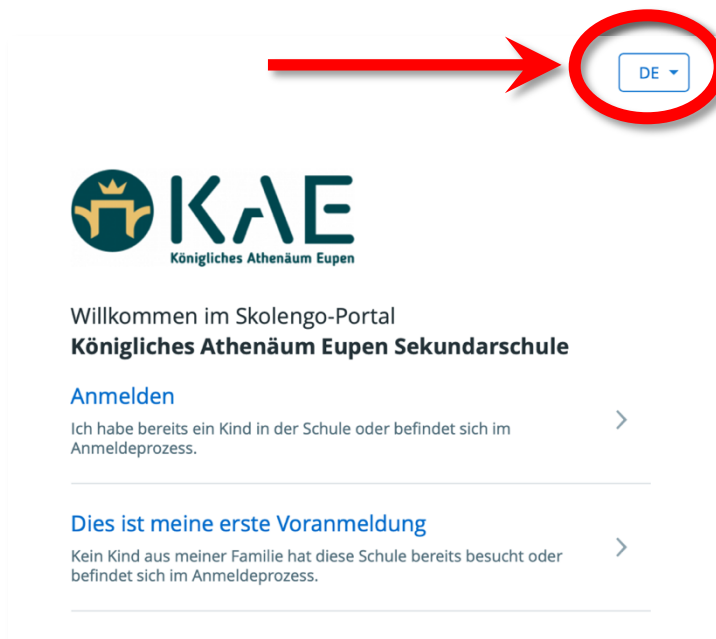 DE
KAE
Königliches Athenäum Eupen
Willkommen im Skolengo-Portal
Königliches Athenäum Eupen Sekundarschule
Anmelden
Ich habe bereits ein Kind in der Schule oder befindet sich im
Anmeldeprozess.
Dies ist meine erste Voranmeldung
Kein Kind aus meiner Familie hat diese Schule bereits besucht oder
befindet sich im Anmeldeprozess.